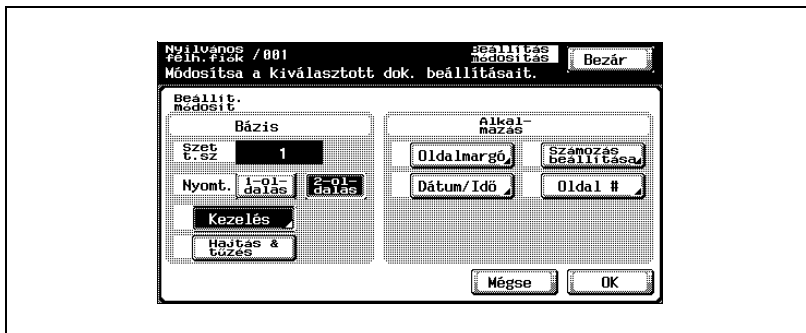 Nyilvános
felh.fiók /001
Beállítás
módosítás
Bezár
Módosítsa a kiválasztott dok. beállításait.
Beállít.
módosít
Bázis
Szet
t.sz
1
Nyomt.
1-ol-
dalas
2-ol-
dalas
Kezelés
Hajtás &
tűzés
Alkal-
mazás
Oldalmargó
Számozás
beállítása
Dátum/Idő
Oldal #
Mégse
OK